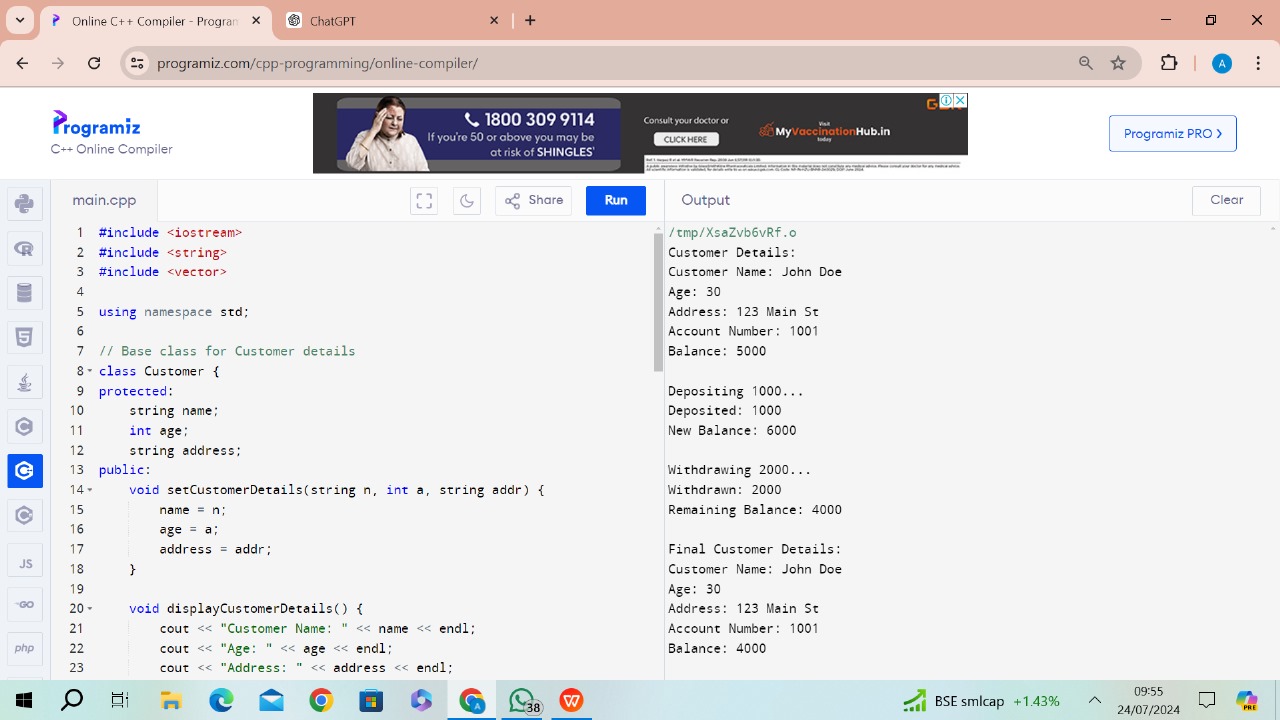 Online C++ - Programiz
ChatGPT
programiz.com/cpp-programming/online-compiler/
A
1800 309 9114
If you're 50 or above you may be
at risk of SHINGLES*
Consult your doctor or
CLICK HERE
Visit
MyVaccinationHub.in
today
Programiz
C++ Online Compiler
Programiz PRO
main.cpp
Share
Run
Output
Clear
1 #include <iostream>
2 #include <string>
3 #include <vector>
4
5 using namespace std;
6
7 // Base class for Customer details
8 class Customer {
9 protected:
10 string name;
11 int age;
12 string address;
13 public:
14 void setCustomerDetails(string n, int a, string addr) {
15 name = n;
16 age = a;
17 address = addr;
18 }
19
20 void displayCustomerDetails() {
21 cout << "Customer Name: " << name << endl;
22 cout << "Age: " << age << endl;
23 cout << "Address: " << address << endl;
/tmp/XsaZvb6vRf.o
Customer Details:
Customer Name: John Doe
Age: 30
Address: 123 Main St
Account Number: 1001
Balance: 5000
Depositing 1000...
Deposited: 1000
New Balance: 6000
Withdrawing 2000...
Withdrawn: 2000
Remaining Balance: 4000
Final Customer Details:
Customer Name: John Doe
Age: 30
Address: 123 Main St
Account Number: 1001
Balance: 4000
JS
GO
php
38
BSE smlcap +1.43%
09:55
24/07/2024
PRE